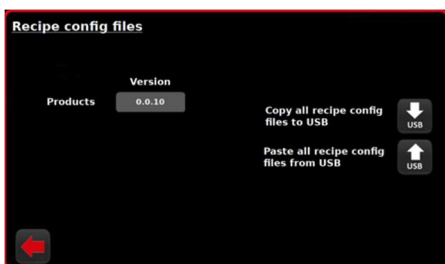 Recipe config files
Version
Products
0.0.10
Copy all recipe config
files to USB
USB
Paste all recipe config
files from USB
USB